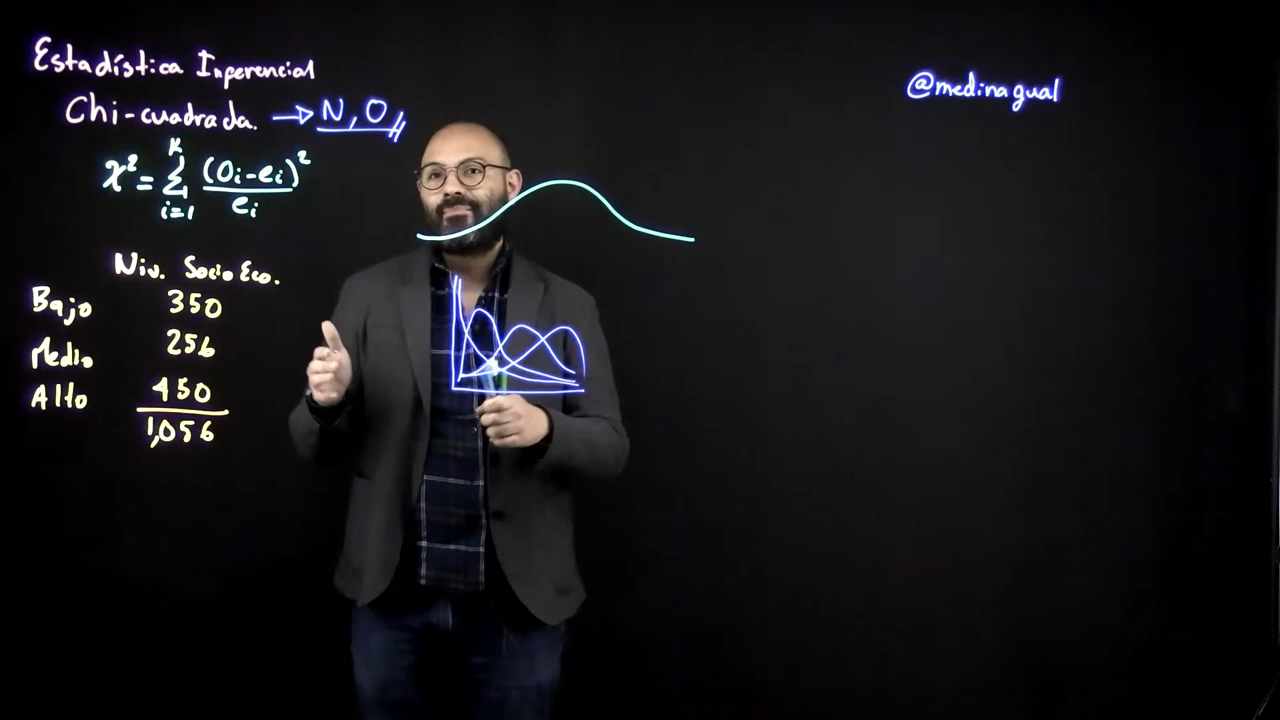 Estadística Inferencial
Chi-cuadrada. → N, O
χ² = Σ (Oi-ei)²
K
i=1
ei
Niv. Socio Eco.
Bajo 350
Medio 256
Alto 450
1,056
@medinagual